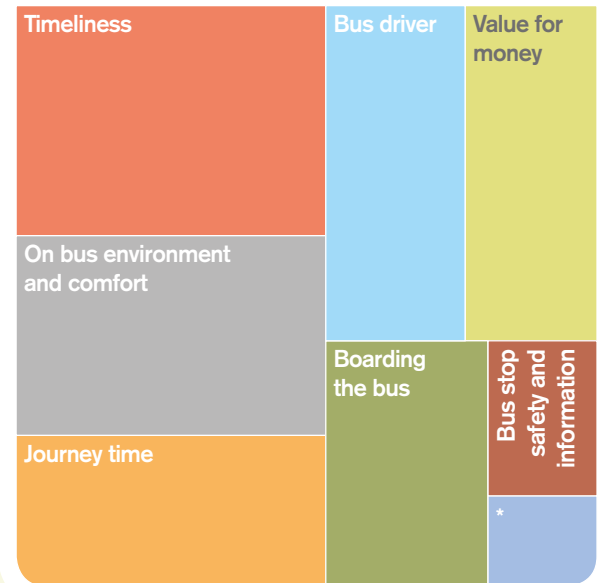 Timeliness
Bus driver
Value for
money
On bus environment
and comfort
Boarding
the bus
Bus stop
safety and
information
Journey time
*